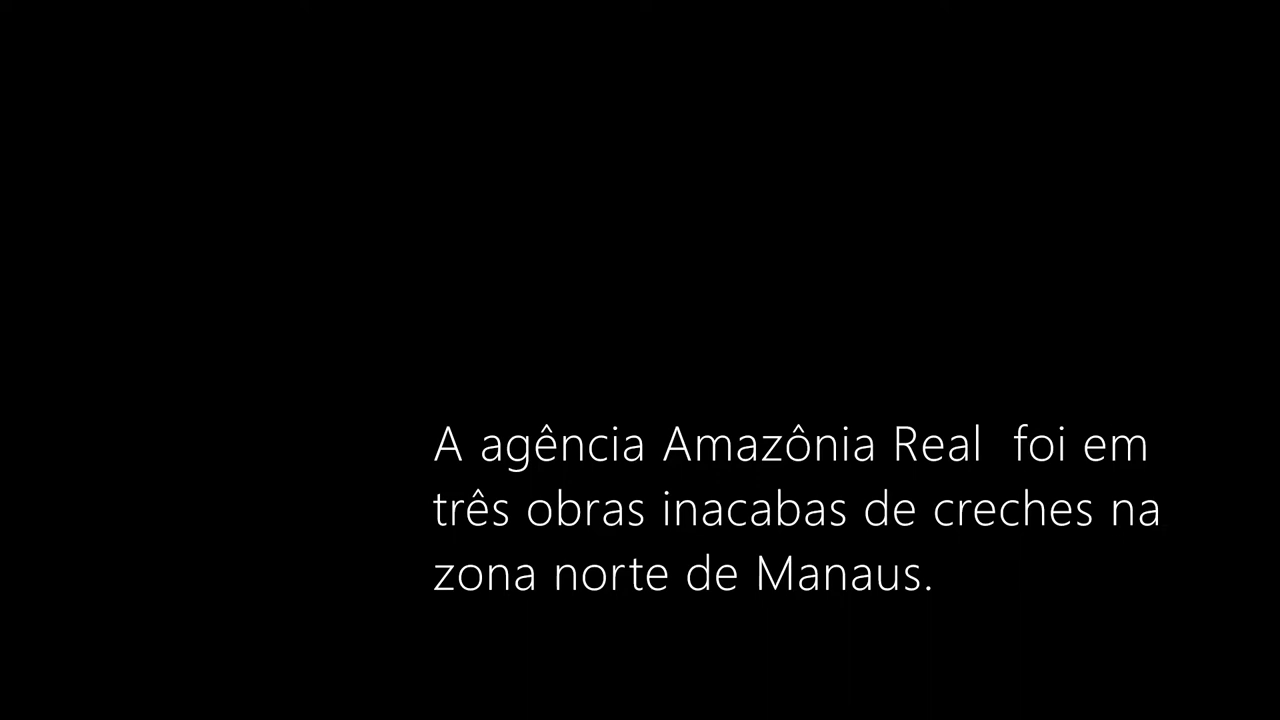 A agência Amazônia Real  foi em
três obras inacabas de creches na
zona norte de Manaus.